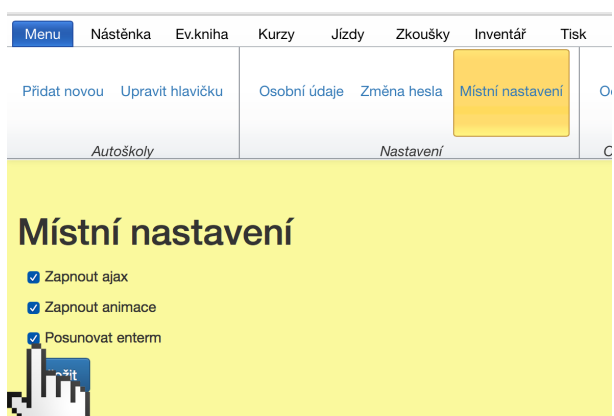 Menu Nástěnka Ev.kniha Kurzy Jízdy Zkoušky Inventář Tisk
Přidat novou Upravit hlavičku Osobní údaje Změna hesla Místní nastavení
Autoškoly Nastavení
Místní nastavení
Zapnout ajax
Zapnout animace
Posunovat enterm